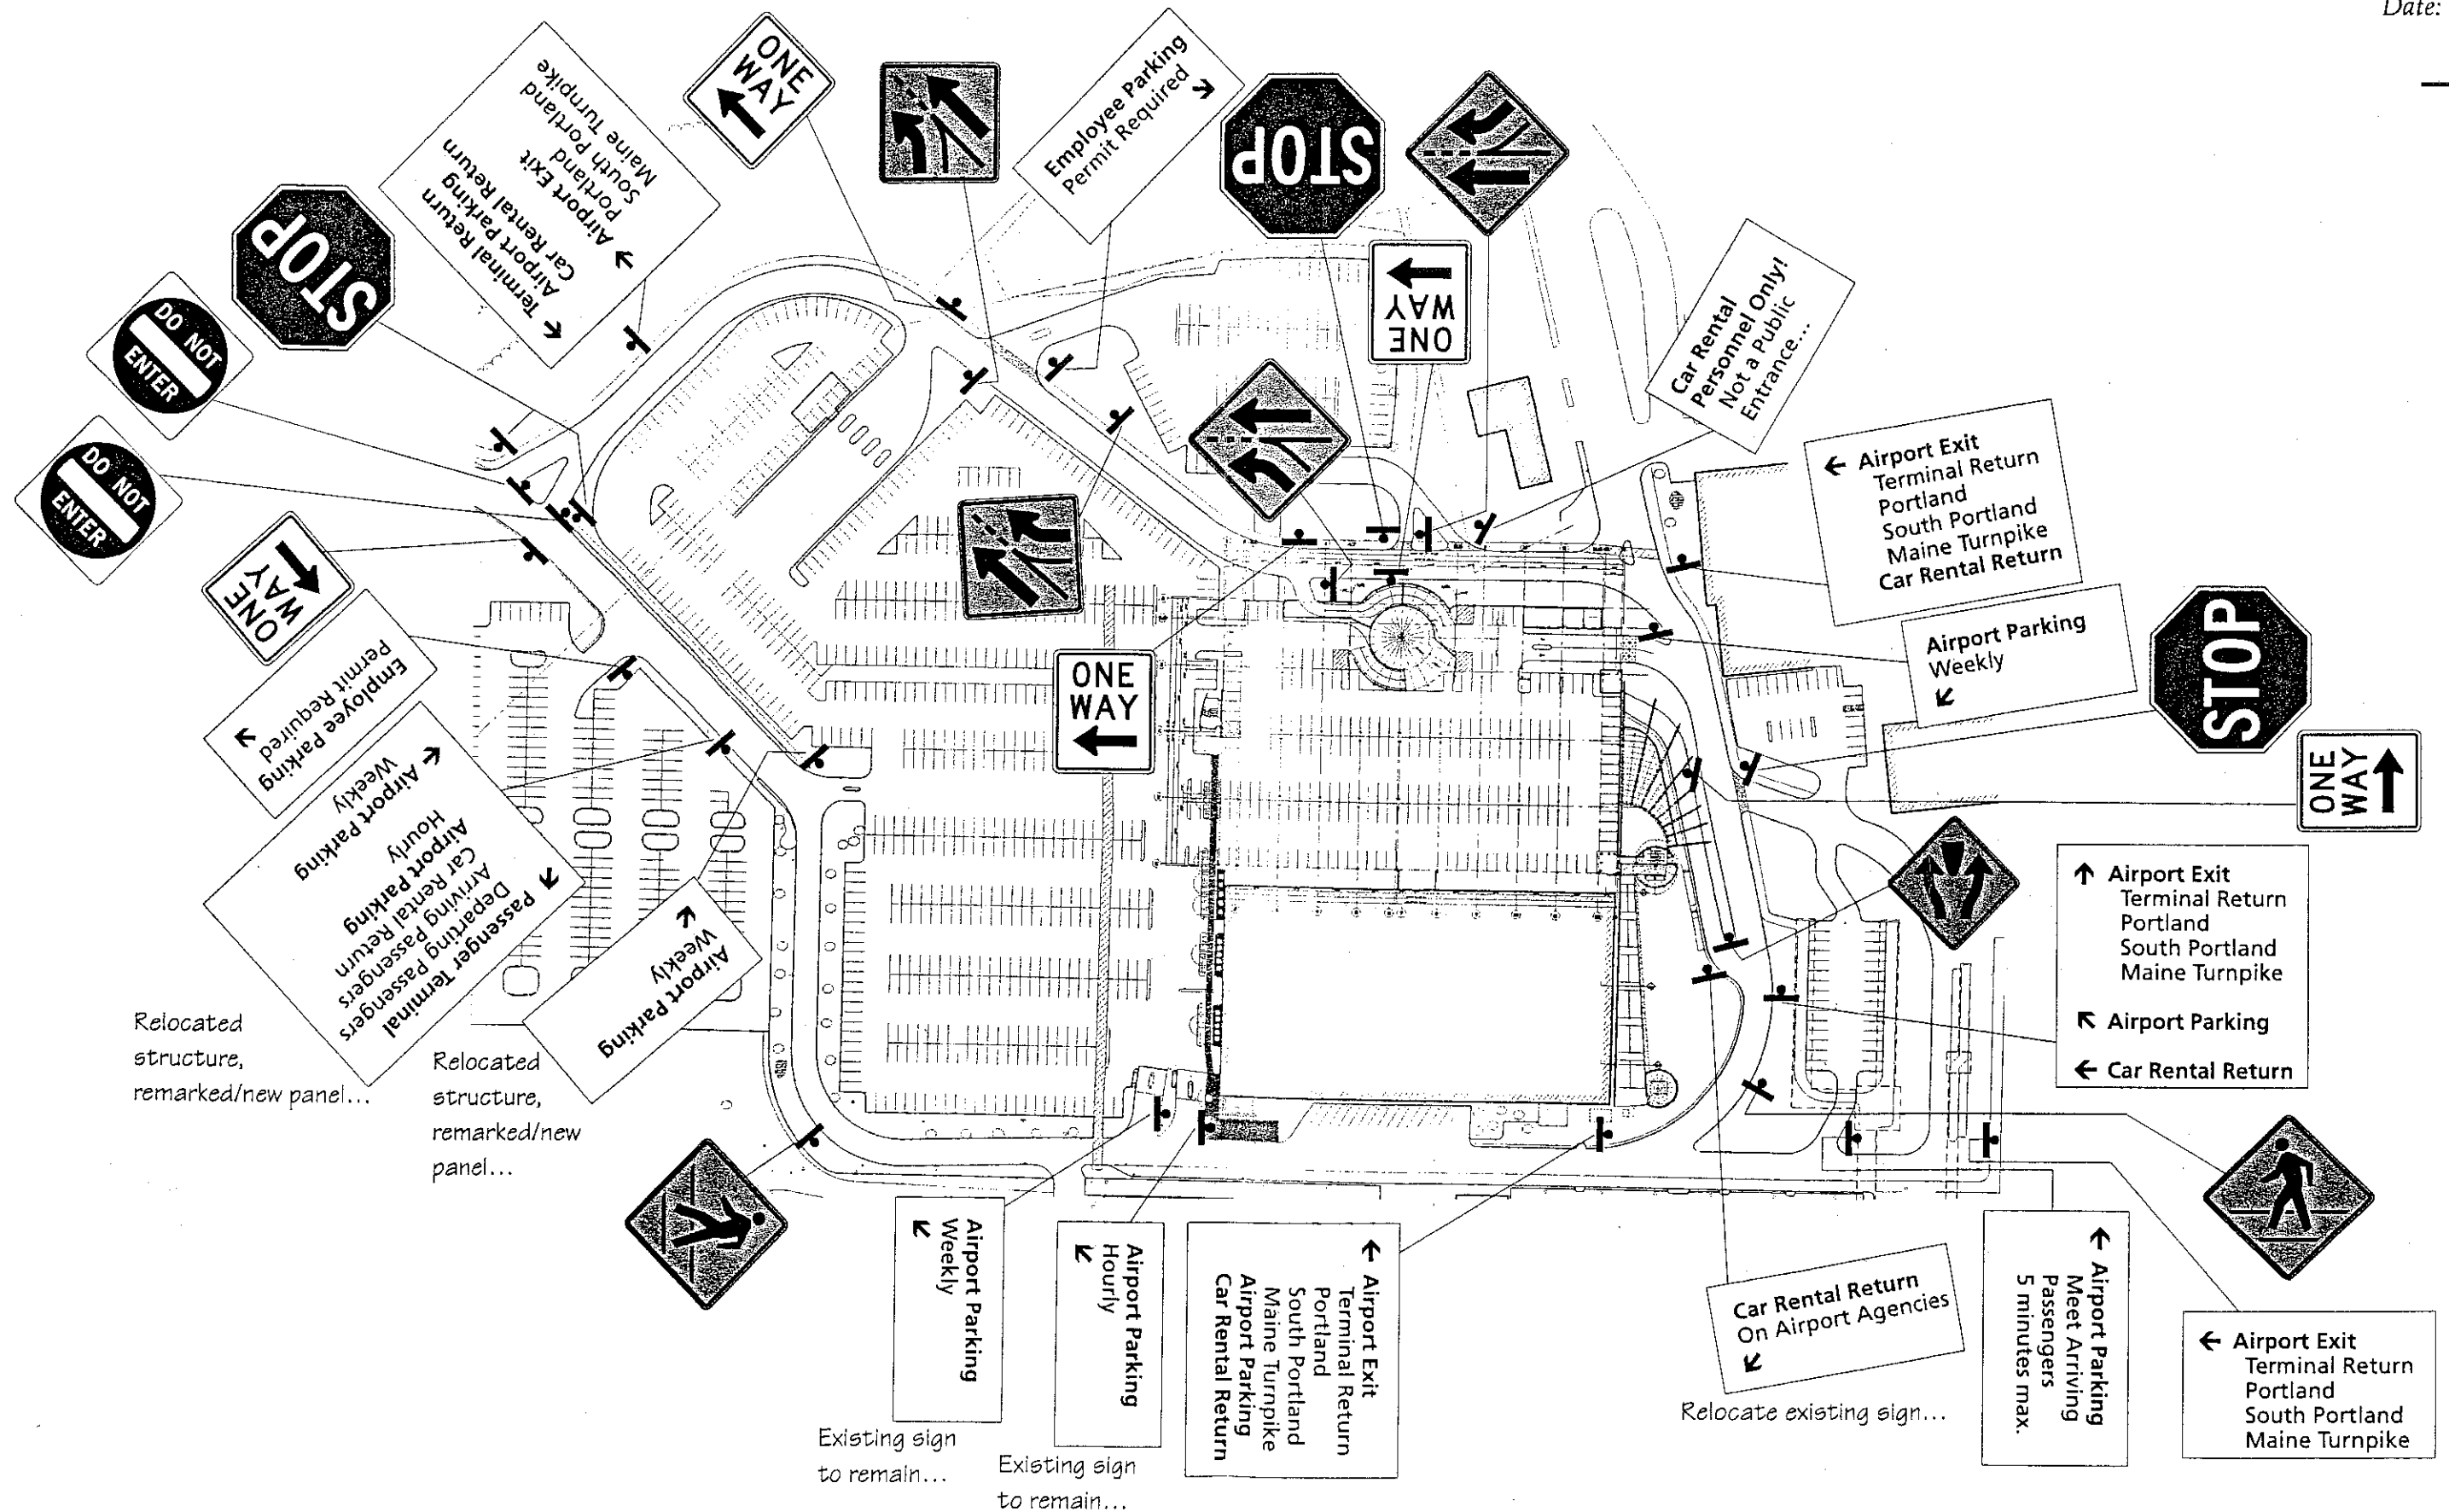 Date:
ONE
WAY
Terminal Return
Airport Parking
Car Rental Return
Airport Exit
Portland
South Portland
Maine Turnpike
Employee Parking
Permit Required
STOP
STOP
DO NOT
ENTER
DO NOT
ENTER
ONE
WAY
ONE
WAY
Car Rental
Personnel Only!
Not a Public
Entrance...
← Airport Exit
Terminal Return
Portland
South Portland
Maine Turnpike
Car Rental Return
Airport Parking
Weekly
↙
STOP
ONE
WAY
ONE
WAY
Employee Parking
Permit Required
Passenger Terminal
Departing Passengers
Arriving Passengers
Car Rental Return
Airport Parking
Hourly
Airport Parking
Weekly
Relocated
structure,
remarked/new panel...
Airport Parking
Weekly
Relocated
structure,
remarked/new
panel...
↑ Airport Exit
Terminal Return
Portland
South Portland
Maine Turnpike
↖ Airport Parking
← Car Rental Return
Airport Parking
Weekly
Existing sign
to remain...
Airport Parking
Hourly
Existing sign
to remain...
← Airport Exit
Terminal Return
Portland
South Portland
Maine Turnpike
Airport Parking
Car Rental Return
Car Rental Return
On Airport Agencies
↙
Relocate existing sign...
← Airport Parking
Meet Arriving
Passengers
5 minutes max.
← Airport Exit
Terminal Return
Portland
South Portland
Maine Turnpike